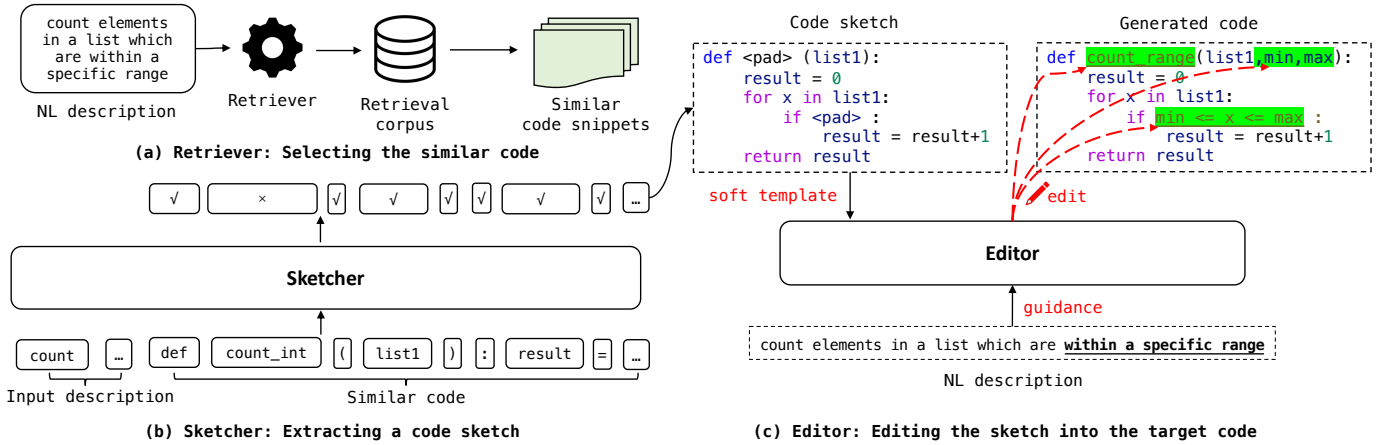 count elements
in a list which
are within a
specific range
NL description
Retriever
Retrieval
corpus
Similar
code snippets
(a) Retriever: Selecting the similar code
√ × √ √ √ √ √ √ …
Sketcher
count … def count_int ( list1 ) : result = …
Input description
Similar code
(b) Sketcher: Extracting a code sketch
Code sketch
def <pad> (list1):
result = 0
for x in list1:
if <pad> :
result = result+1
return result
Generated code
def count_range(list1,min,max):
result = 0
for x in list1:
if min <= x <= max :
result = result+1
return result
soft template
edit
Editor
guidance
count elements in a list which are within a specific range
NL description
(c) Editor: Editing the sketch into the target code